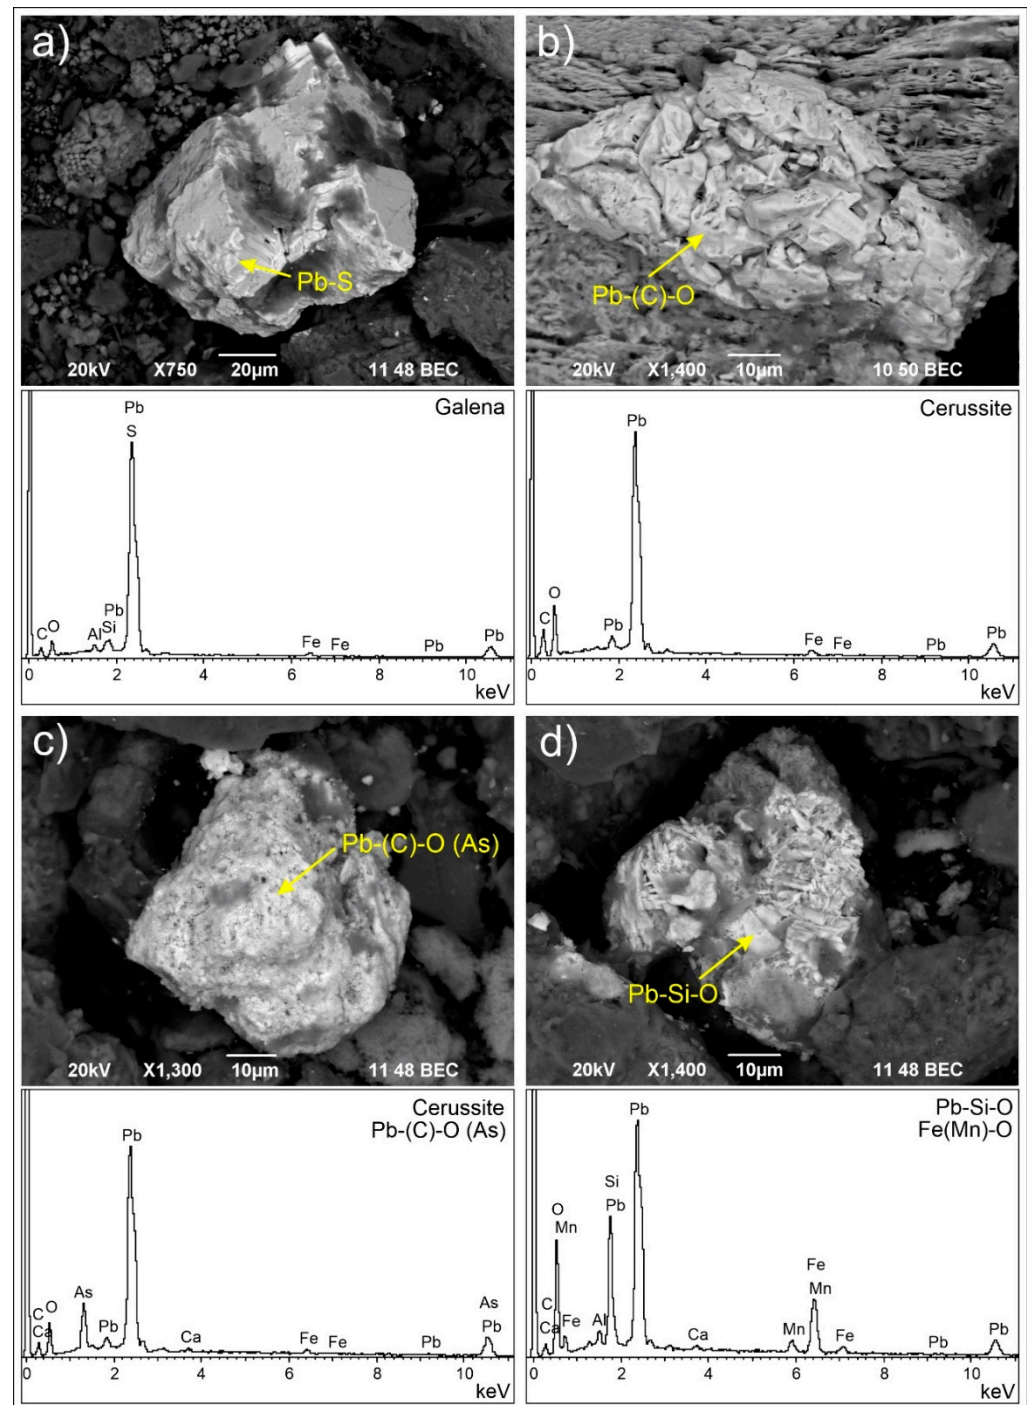 a)
Pb-S
20kV X750 20µm 11 48 BEC
b)
Pb-(C)-O
20kV X1,400 10µm 10 50 BEC
Galena
Pb
S
Pb
C O Al Si Fe Fe Pb Pb
0 2 4 6 8 10
keV
Cerussite
Pb
O
C Pb Fe Fe Pb Pb
0 2 4 6 8 10
keV
c)
Pb-(C)-O (As)
20kV X1,300 10µm 11 48 BEC
d)
Pb-Si-O
20kV X1,400 10µm 11 48 BEC
Cerussite
Pb-(C)-O (As)
Pb
As As
C O Pb Pb
Ca Ca Fe Fe Pb
0 2 4 6 8 10
keV
Pb-Si-O
Fe(Mn)-O
Pb
Si
O Pb
Mn Fe
C Mn
Ca Fe Al Ca Mn Fe Pb Pb
0 2 4 6 8 10
keV